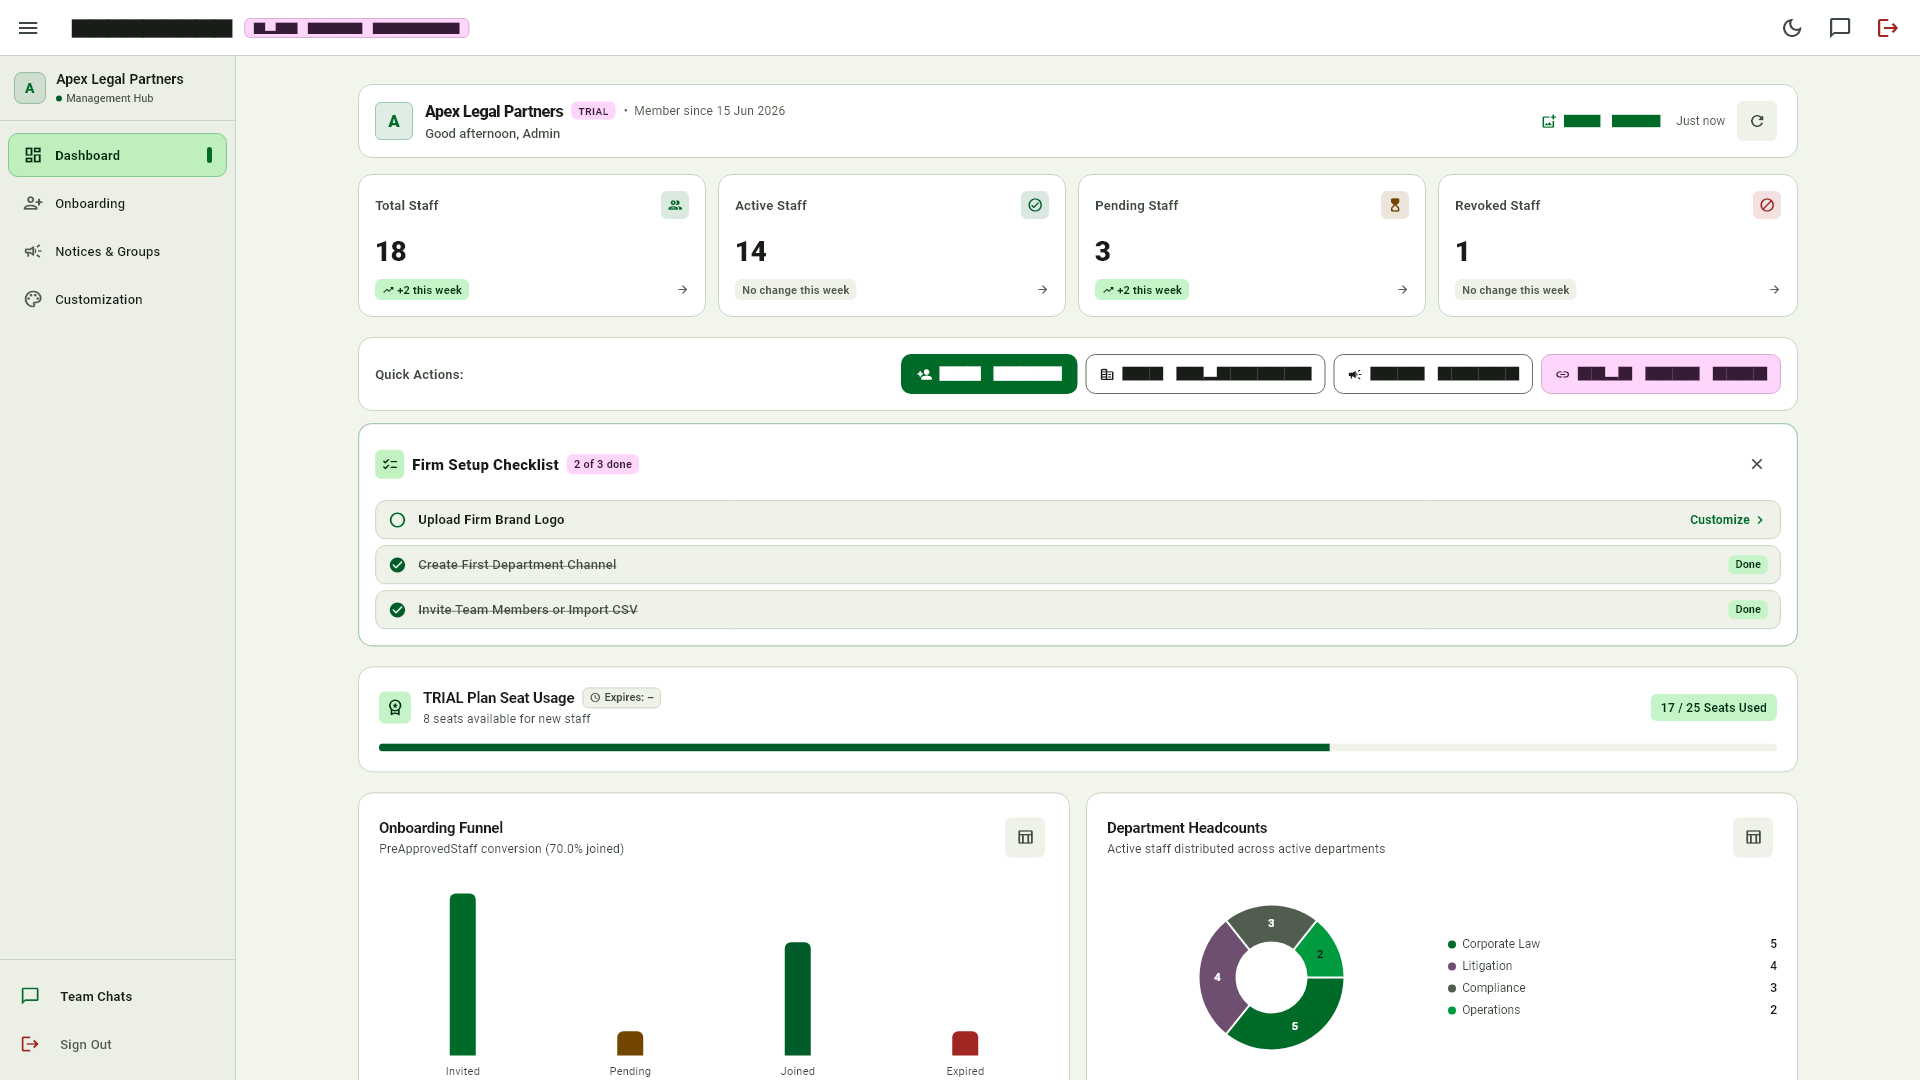 Apex Legal Partners
Management Hub
Dashboard
Onboarding
Notices & Groups
Customization
Team Chats
Sign Out
A
A
Apex Legal Partners TRIAL • Member since 15 Jun 2026
Good afternoon, Admin
Just now
Total Staff
18
+2 this week
Active Staff
14
No change this week
Pending Staff
3
+2 this week
Revoked Staff
1
No change this week
Quick Actions:
Firm Setup Checklist 2 of 3 done
Upload Firm Brand Logo Customize
Create First Department Channel Done
Invite Team Members or Import CSV Done
TRIAL Plan Seat Usage Expires: –
8 seats available for new staff
17 / 25 Seats Used
Onboarding Funnel
PreApprovedStaff conversion (70.0% joined)
Invited
Pending
Joined
Expired
Department Headcounts
Active staff distributed across active departments
3
2
4
5
Corporate Law 5
Litigation 4
Compliance 3
Operations 2